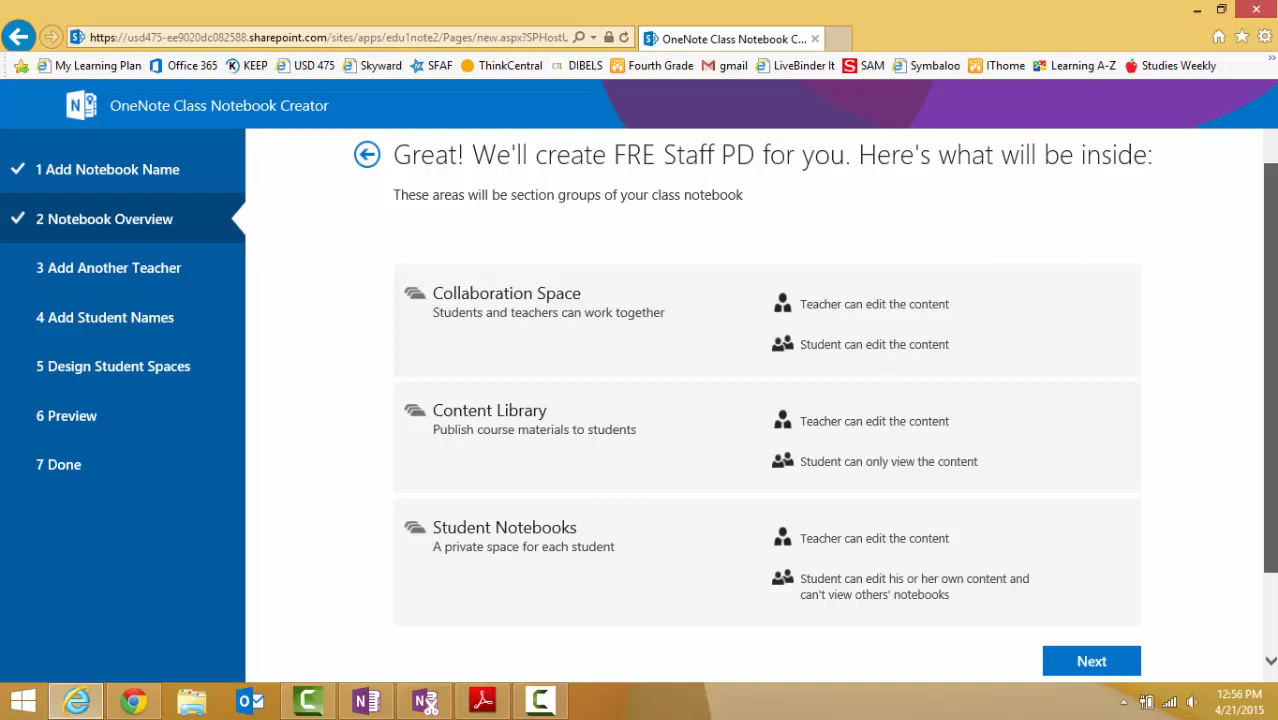 https://usd475-ee9020dc082588.sharepoint.com/sites/apps/edu1note2/Pages/new.aspx?SPHostU
OneNote Class Notebook C...
My Learning Plan Office 365 KEEP USD 475 Skyward SFAF ThinkCentral CTL DIBELS Fourth Grade gmail LiveBinder It S SAM Symbaloo IThome Learning A-Z Studies Weekly
N OneNote Class Notebook Creator
1 Add Notebook Name
2 Notebook Overview
3 Add Another Teacher
4 Add Student Names
5 Design Student Spaces
6 Preview
7 Done
Great! We'll create FRE Staff PD for you. Here's what will be inside:
These areas will be section groups of your class notebook
Collaboration Space
Students and teachers can work together
Teacher can edit the content
Student can edit the content
Content Library
Publish course materials to students
Teacher can edit the content
Student can only view the content
Student Notebooks
A private space for each student
Teacher can edit the content
Student can edit his or her own content and
can't view others' notebooks
Next
12:56 PM
4/21/2015